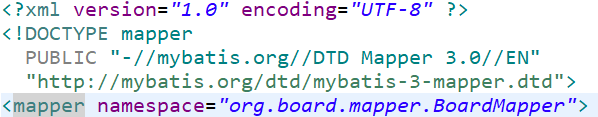 <?xml version="1.0" encoding="UTF-8" ?>
<!DOCTYPE mapper
PUBLIC "-//mybatis.org//DTD Mapper 3.0//EN"
"http://mybatis.org/dtd/mybatis-3-mapper.dtd">
<mapper namespace="org.board.mapper.BoardMapper">